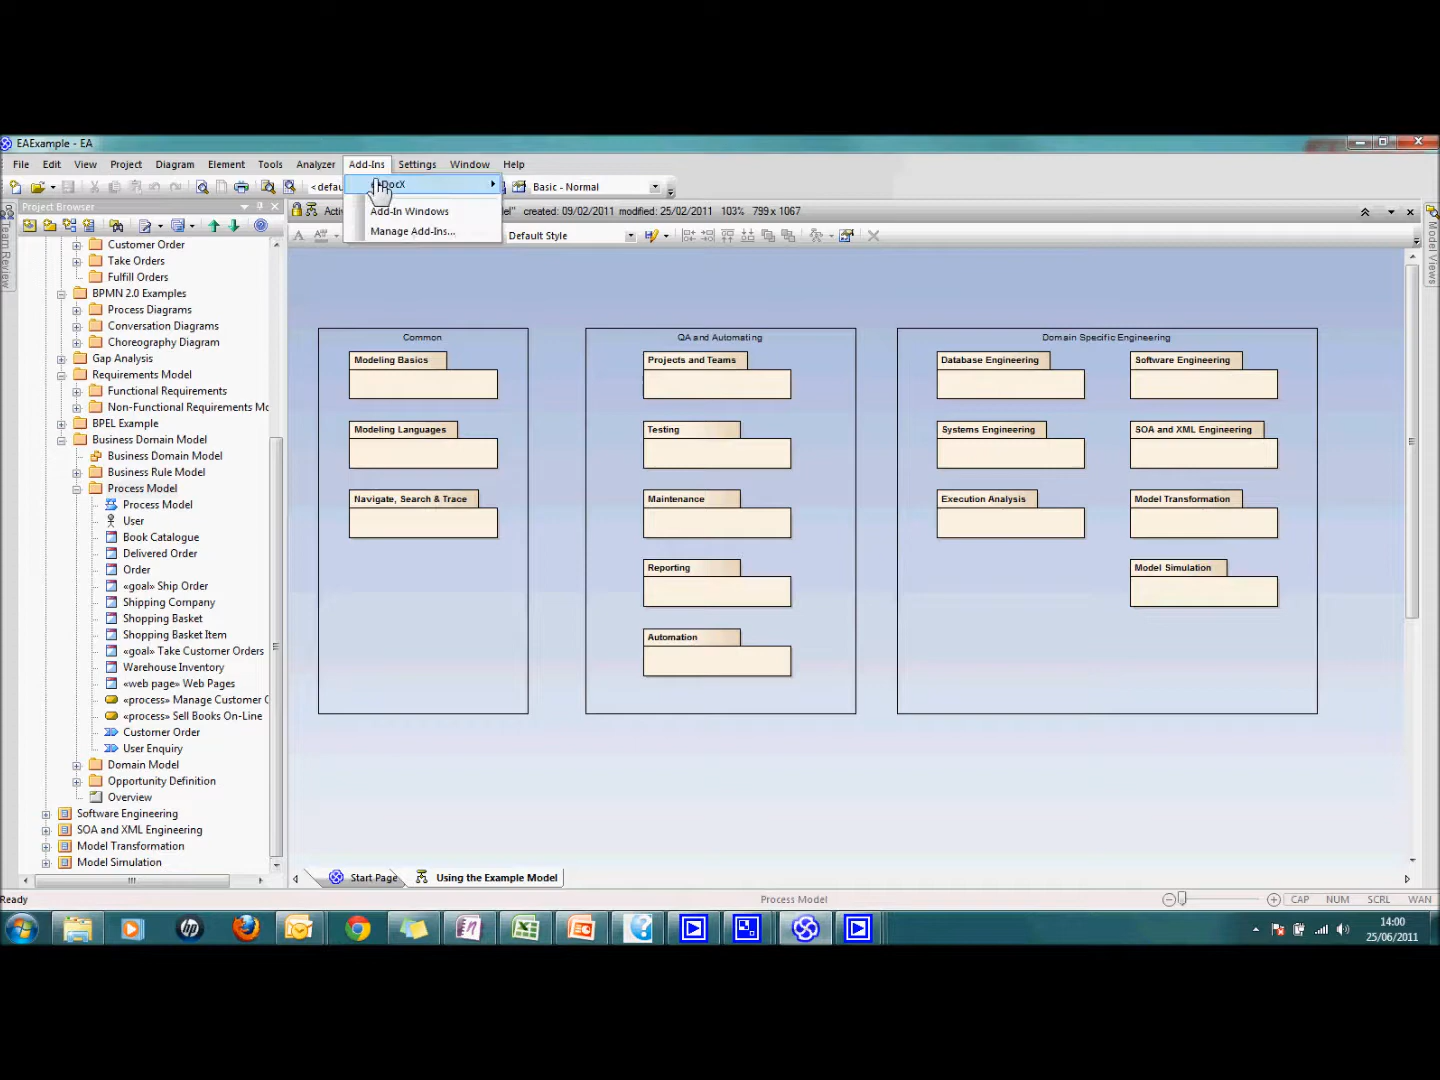 EAExample - EA
File Edit View Project Diagram Element Tools Analyzer Add-Ins Settings Window Help
Basic - Normal
Project Browser
created: 09/02/2011 modified: 25/02/2011 103% 799 x 1067
Add-In Windows
Manage Add-Ins...
Default Style
Team Review
Model Views
Customer Order
Take Orders
Fulfill Orders
BPMN 2.0 Examples
Process Diagrams
Conversation Diagrams
Choreography Diagram
Gap Analysis
Requirements Model
Functional Requirements
Non-Functional Requirements Mo
BPEL Example
Business Domain Model
Business Domain Model
Business Rule Model
Process Model
Process Model
User
Book Catalogue
Delivered Order
Order
«goal» Ship Order
Shipping Company
Shopping Basket
Shopping Basket Item
«goal» Take Customer Orders
Warehouse Inventory
«web page» Web Pages
«process» Manage Customer O
«process» Sell Books On-Line
Customer Order
User Enquiry
Domain Model
Opportunity Definition
Overview
Software Engineering
SOA and XML Engineering
Model Transformation
Model Simulation
Common
Modeling Basics
Modeling Languages
Navigate, Search & Trace
QA and Automating
Projects and Teams
Testing
Maintenance
Reporting
Automation
Domain Specific Engineering
Database Engineering
Software Engineering
Systems Engineering
SOA and XML Engineering
Execution Analysis
Model Transformation
Model Simulation
Start Page
Using the Example Model
Ready
Process Model
CAP NUM SCRL WAN
14:00
25/06/2011